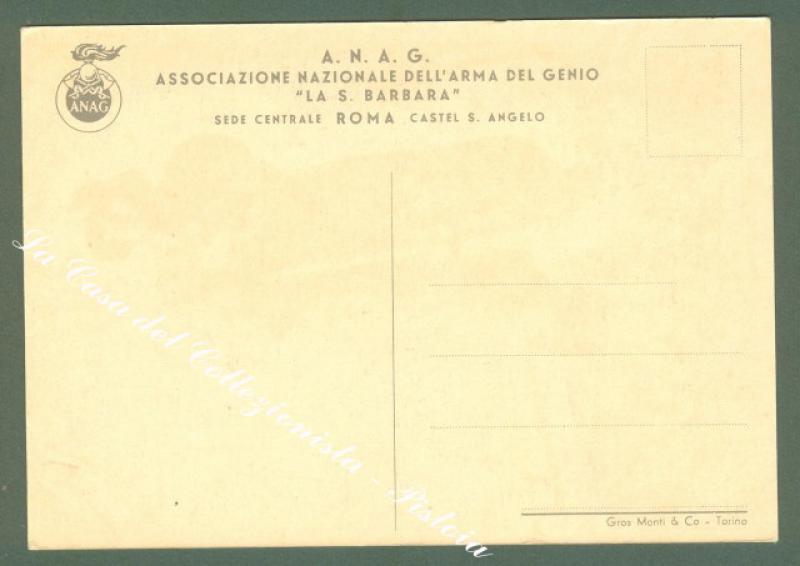 A. N. A. G.
ASSOCIAZIONE NAZIONALE DELL'ARMA DEL GENIO
"LA S. BARBARA"
SEDE CENTRALE ROMA CASTEL S. ANGELO
ANAG
La Casa del Collezionista - Pistoia
Gros Monti & Co - Torino